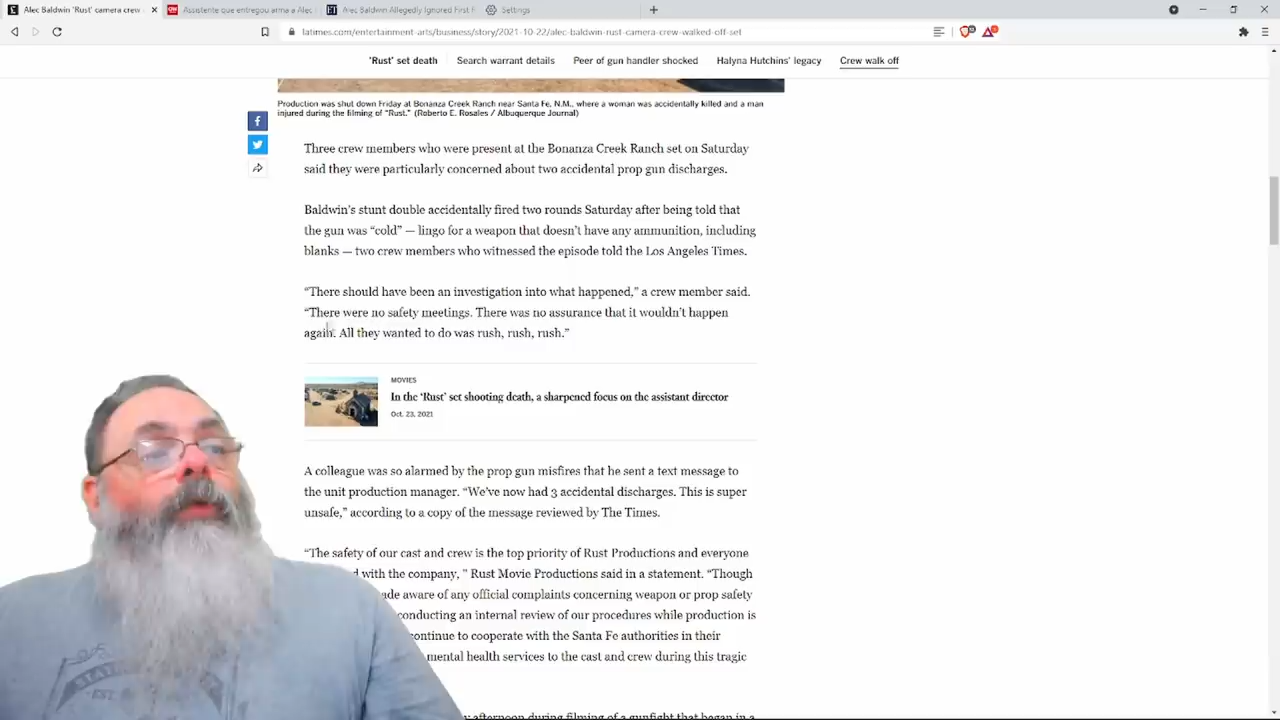 Alec Baldwin 'Rust' camera crew
Assistente que entregou arma a Alec
Alec Baldwin Allegedly Ignored First
Settings
latimes.com/entertainment-arts/business/story/2021-10-22/alec-baldwin-rust-camera-crew-walked-off-set
'Rust' set death
Search warrant details
Peer of gun handler shocked
Halyna Hutchins' legacy
Crew walk off
Production was shut down Friday at Bonanza Creek Ranch near Santa Fe, N.M., where a woman was accidentally killed and a man
injured during the filming of "Rust." (Roberto E. Rosales / Albuquerque Journal)
Three crew members who were present at the Bonanza Creek Ranch set on Saturday
said they were particularly concerned about two accidental prop gun discharges.
Baldwin's stunt double accidentally fired two rounds Saturday after being told that
the gun was “cold” — lingo for a weapon that doesn't have any ammunition, including
blanks — two crew members who witnessed the episode told the Los Angeles Times.
“There should have been an investigation into what happened,” a crew member said.
“There were no safety meetings. There was no assurance that it wouldn't happen
again. All they wanted to do was rush, rush, rush.”
MOVIES
In the 'Rust' set shooting death, a sharpened focus on the assistant director
Oct. 23, 2021
A colleague was so alarmed by the prop gun misfires that he sent a text message to
the unit production manager. “We've now had 3 accidental discharges. This is super
unsafe,” according to a copy of the message reviewed by The Times.
“The safety of our cast and crew is the top priority of Rust Productions and everyone
d with the company, ” Rust Movie Productions said in a statement. “Though
ade aware of any official complaints concerning weapon or prop safety
conducting an internal review of our procedures while production is
continue to cooperate with the Santa Fe authorities in their
mental health services to the cast and crew during this tragic
y afternoon during filming of a gunfight that began in a